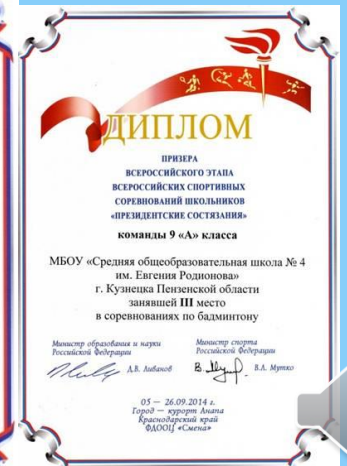 ДИПЛОМ
ПРИЗЕРА
ВСЕРОССИЙСКОГО ЭТАПА
ВСЕРОССИЙСКИХ СПОРТИВНЫХ
СОРЕВНОВАНИЙ ШКОЛЬНИКОВ
«ПРЕЗИДЕНТСКИЕ СОСТЯЗАНИЯ»
команды 9 «А» класса
МБОУ «Средняя общеобразовательная школа № 4
им. Евгения Родионова»
г. Кузнецка Пензенской области
занявшей III место
в соревнованиях по бадминтону
Министр образования и науки
Российской Федерации
Д.В. Ливанов
Министр спорта
Российской Федерации
В.Л. Мутко
05 – 26.09.2014 г.
Город – курорт Анапа
Краснодарский край
ФДООЦ «Смена»